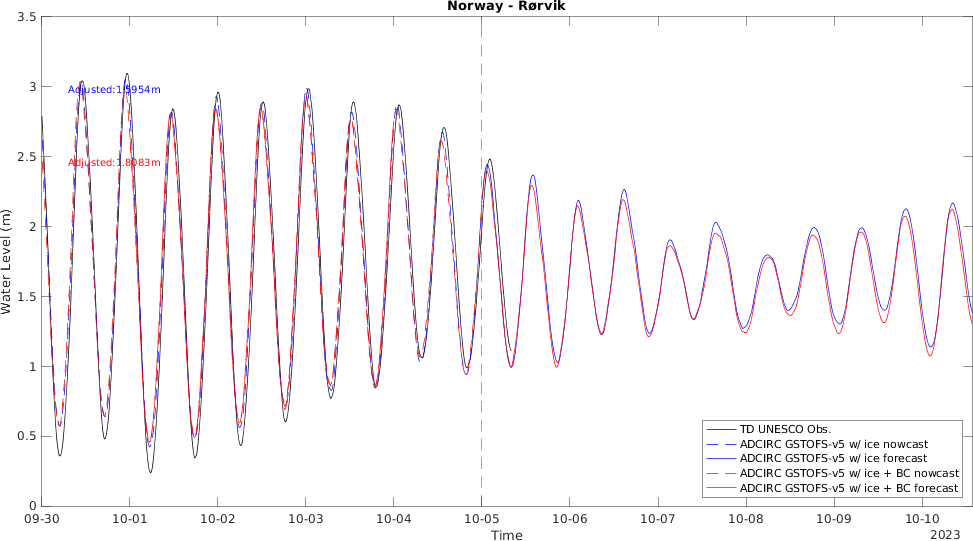 Norway - Rørvik
3.5
3
2.5
2
1.5
1
0.5
0
Water Level (m)
Adjusted:1.5954m
Adjusted:1.8083m
TD UNESCO Obs.
ADCIRC GSTOFS-v5 w/ ice nowcast
ADCIRC GSTOFS-v5 w/ ice forecast
ADCIRC GSTOFS-v5 w/ ice + BC nowcast
ADCIRC GSTOFS-v5 w/ ice + BC forecast
09-30 10-01 10-02 10-03 10-04 10-05 10-06 10-07 10-08 10-09 10-10
Time
2023